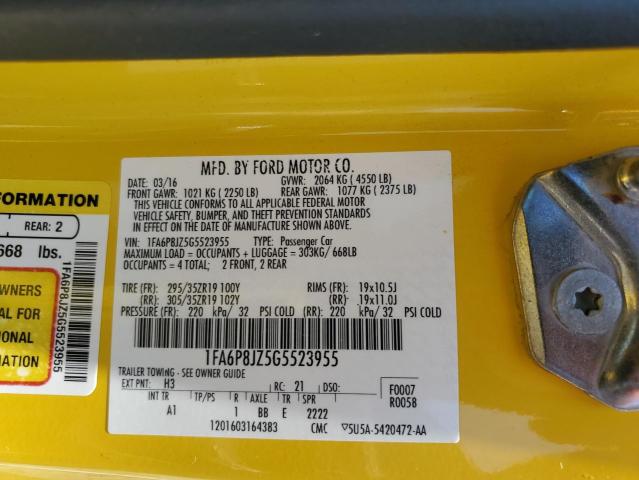 MFD. BY FORD MOTOR CO.
DATE: 03/16 GVWR: 2064 KG ( 4550 LB)
FRONT GAWR: 1021 KG ( 2250 LB) REAR GAWR: 1077 KG ( 2375 LB)
THIS VEHICLE CONFORMS TO ALL APPLICABLE FEDERAL MOTOR
VEHICLE SAFETY, BUMPER, AND THEFT PREVENTION STANDARDS
IN EFFECT ON THE DATE OF MANUFACTURE SHOWN ABOVE.
VIN: 1FA6P8JZ5G5523955 TYPE: Passenger Car
MAXIMUM LOAD = OCCUPANTS + LUGGAGE = 303KG/ 668LB
OCCUPANTS = 4 TOTAL; 2 FRONT, 2 REAR
TIRE (FR): 295/35ZR19 100Y RIMS (FR): 19x10.5J
(RR): 305/35ZR19 102Y (RR): 19x11.0J
PRESSURE (FR): 220 kPa/ 32 PSI COLD (RR): 220 kPa/ 32 PSI COLD
1FA6P8JZ5G5523955
TRAILER TOWING - SEE OWNER GUIDE
EXT PNT: H3 RC: 21 DSO: F0007
R0058
INT TR TP/PS R AXLE TR SPR
A1 1 BB E 2222
1201603164383 CMC 5U5A-5420472-AA
FORMATION
REAR: 2
668 lbs.
WNERS
AL FOR
ONAL
N
1FA6P8JZ5G5523955